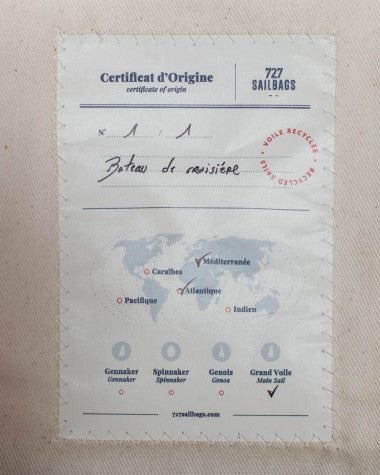 Certificat d'Origine
certificate of origin
727
SAILBAGS
N° 1 / 1
Bateau de croisière
• VOILE RECYCLÉE • RECYCLED SAILS
Méditerranée
Caraïbes
Atlantique
Pacifique
Indien
Gennaker Spinnaker Genois Grand Voile
Gennaker Spinnaker Genoa Main Sail
727sailbags.com